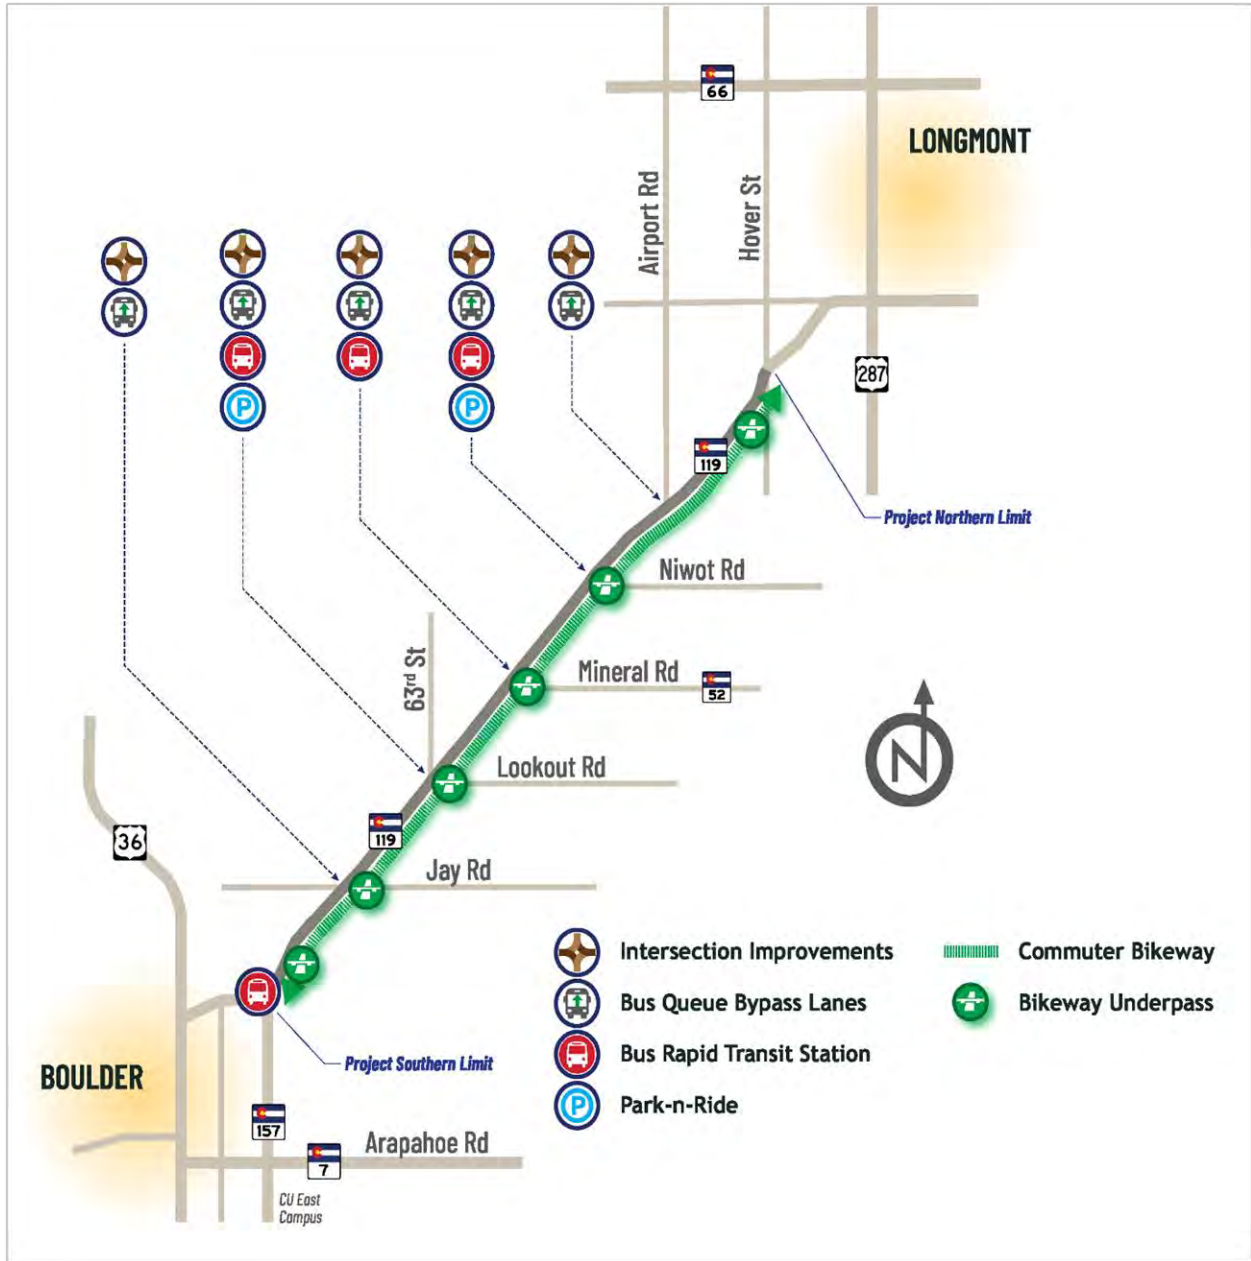 66
LONGMONT
Airport Rd
Hover St
P
P
287
119
Project Northern Limit
Niwot Rd
63rd St
Mineral Rd
52
Lookout Rd
N
36
119
Jay Rd
Intersection Improvements
Commuter Bikeway
Bus Queue Bypass Lanes
Bikeway Underpass
Bus Rapid Transit Station
Project Southern Limit
BOULDER
P
Park-n-Ride
157
Arapahoe Rd
7
CU East
Campus